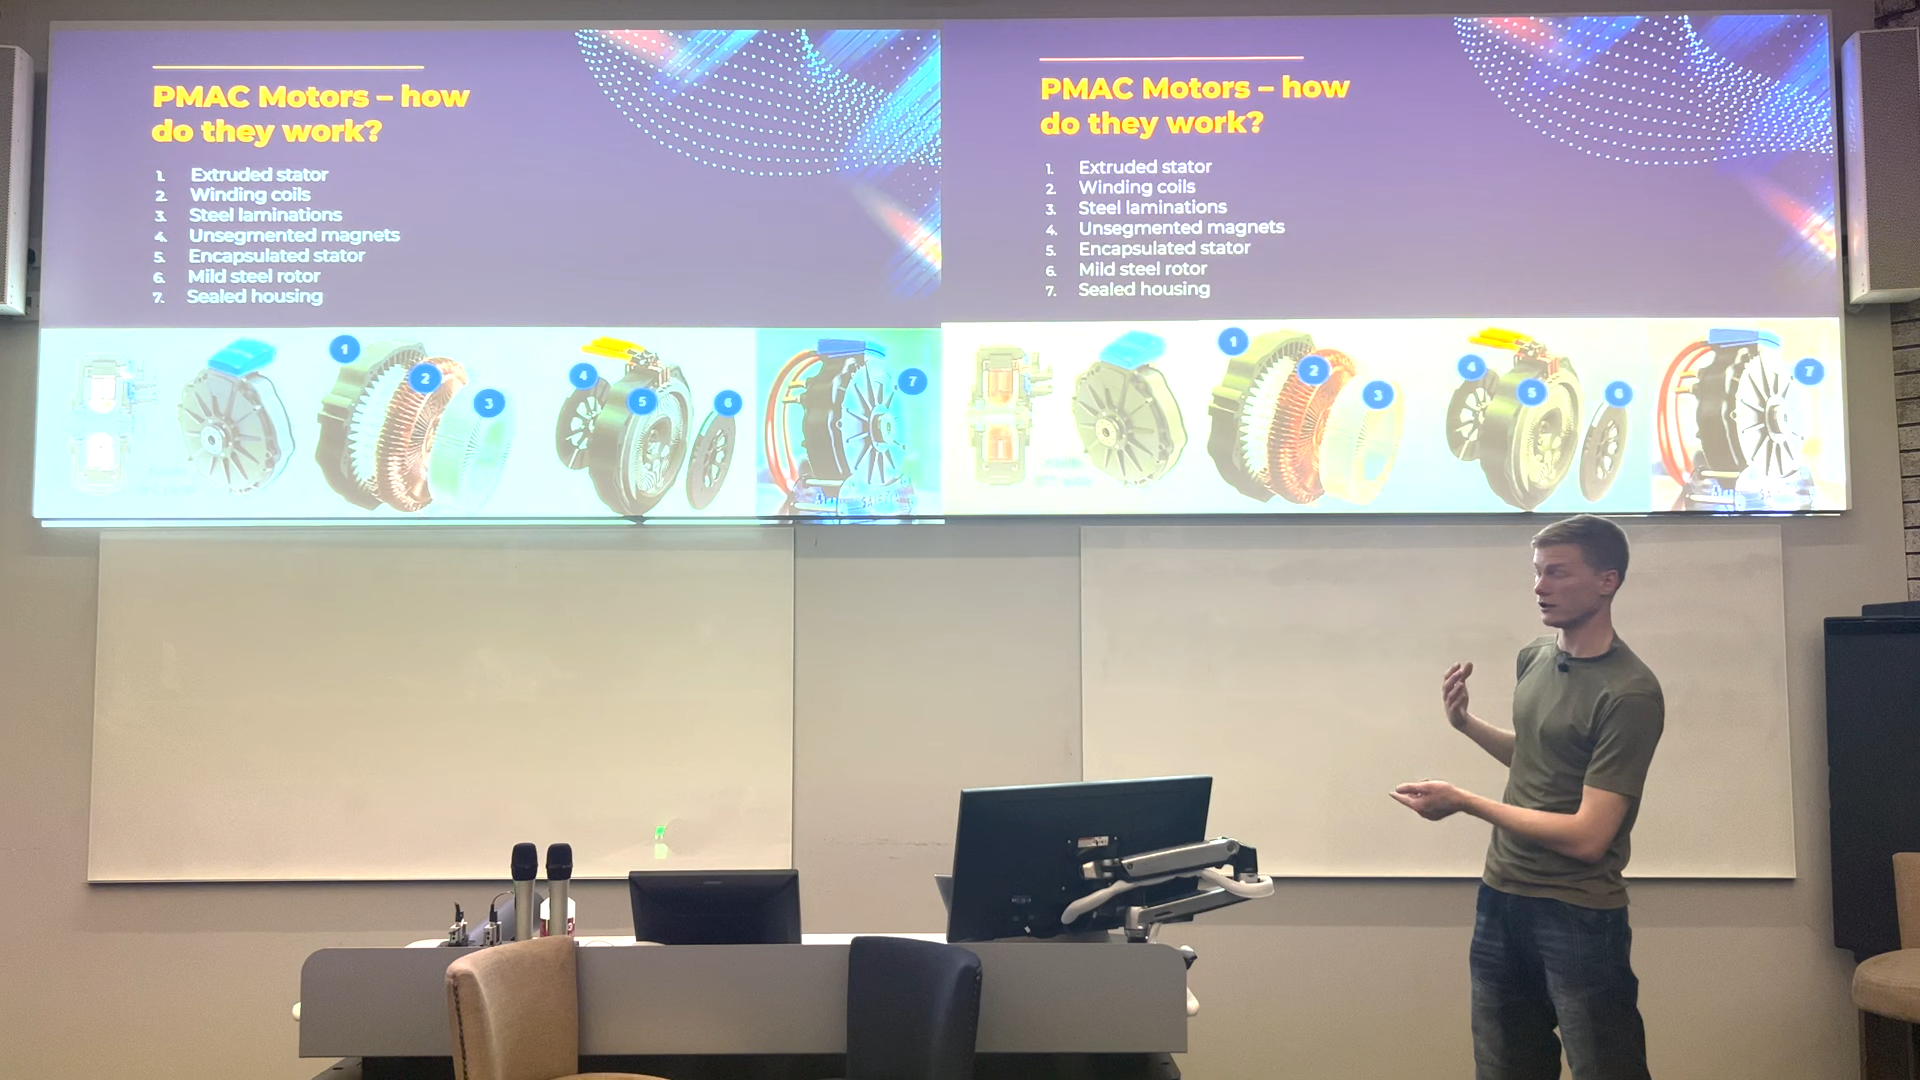 PMAC Motors – how
do they work?
1. Extruded stator
2. Winding coils
3. Steel laminations
4. Unsegmented magnets
5. Encapsulated stator
6. Mild steel rotor
7. Sealed housing
1
2
3
4
5
6
7
PMAC Motors – how
do they work?
1. Extruded stator
2. Winding coils
3. Steel laminations
4. Unsegmented magnets
5. Encapsulated stator
6. Mild steel rotor
7. Sealed housing
1
2
3
4
5
6
7